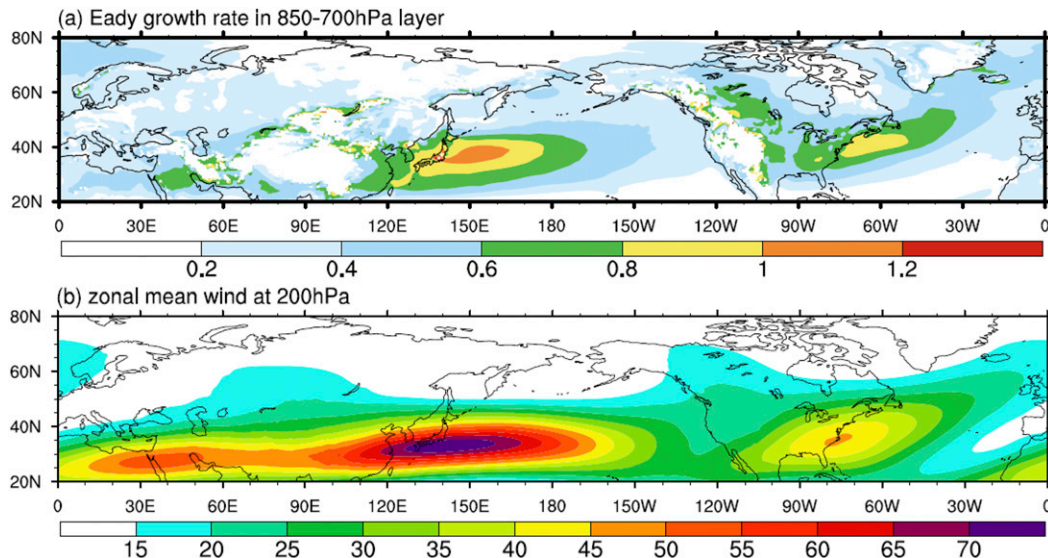 (a) Eady growth rate in 850-700hPa layer
80N
60N
40N
20N
0 30E 60E 90E 120E 150E 180 150W 120W 90W 60W 30W 0
0.2 0.4 0.6 0.8 1 1.2
(b) zonal mean wind at 200hPa
80N
60N
40N
20N
0 30E 60E 90E 120E 150E 180 150W 120W 90W 60W 30W 0
15 20 25 30 35 40 45 50 55 60 65 70